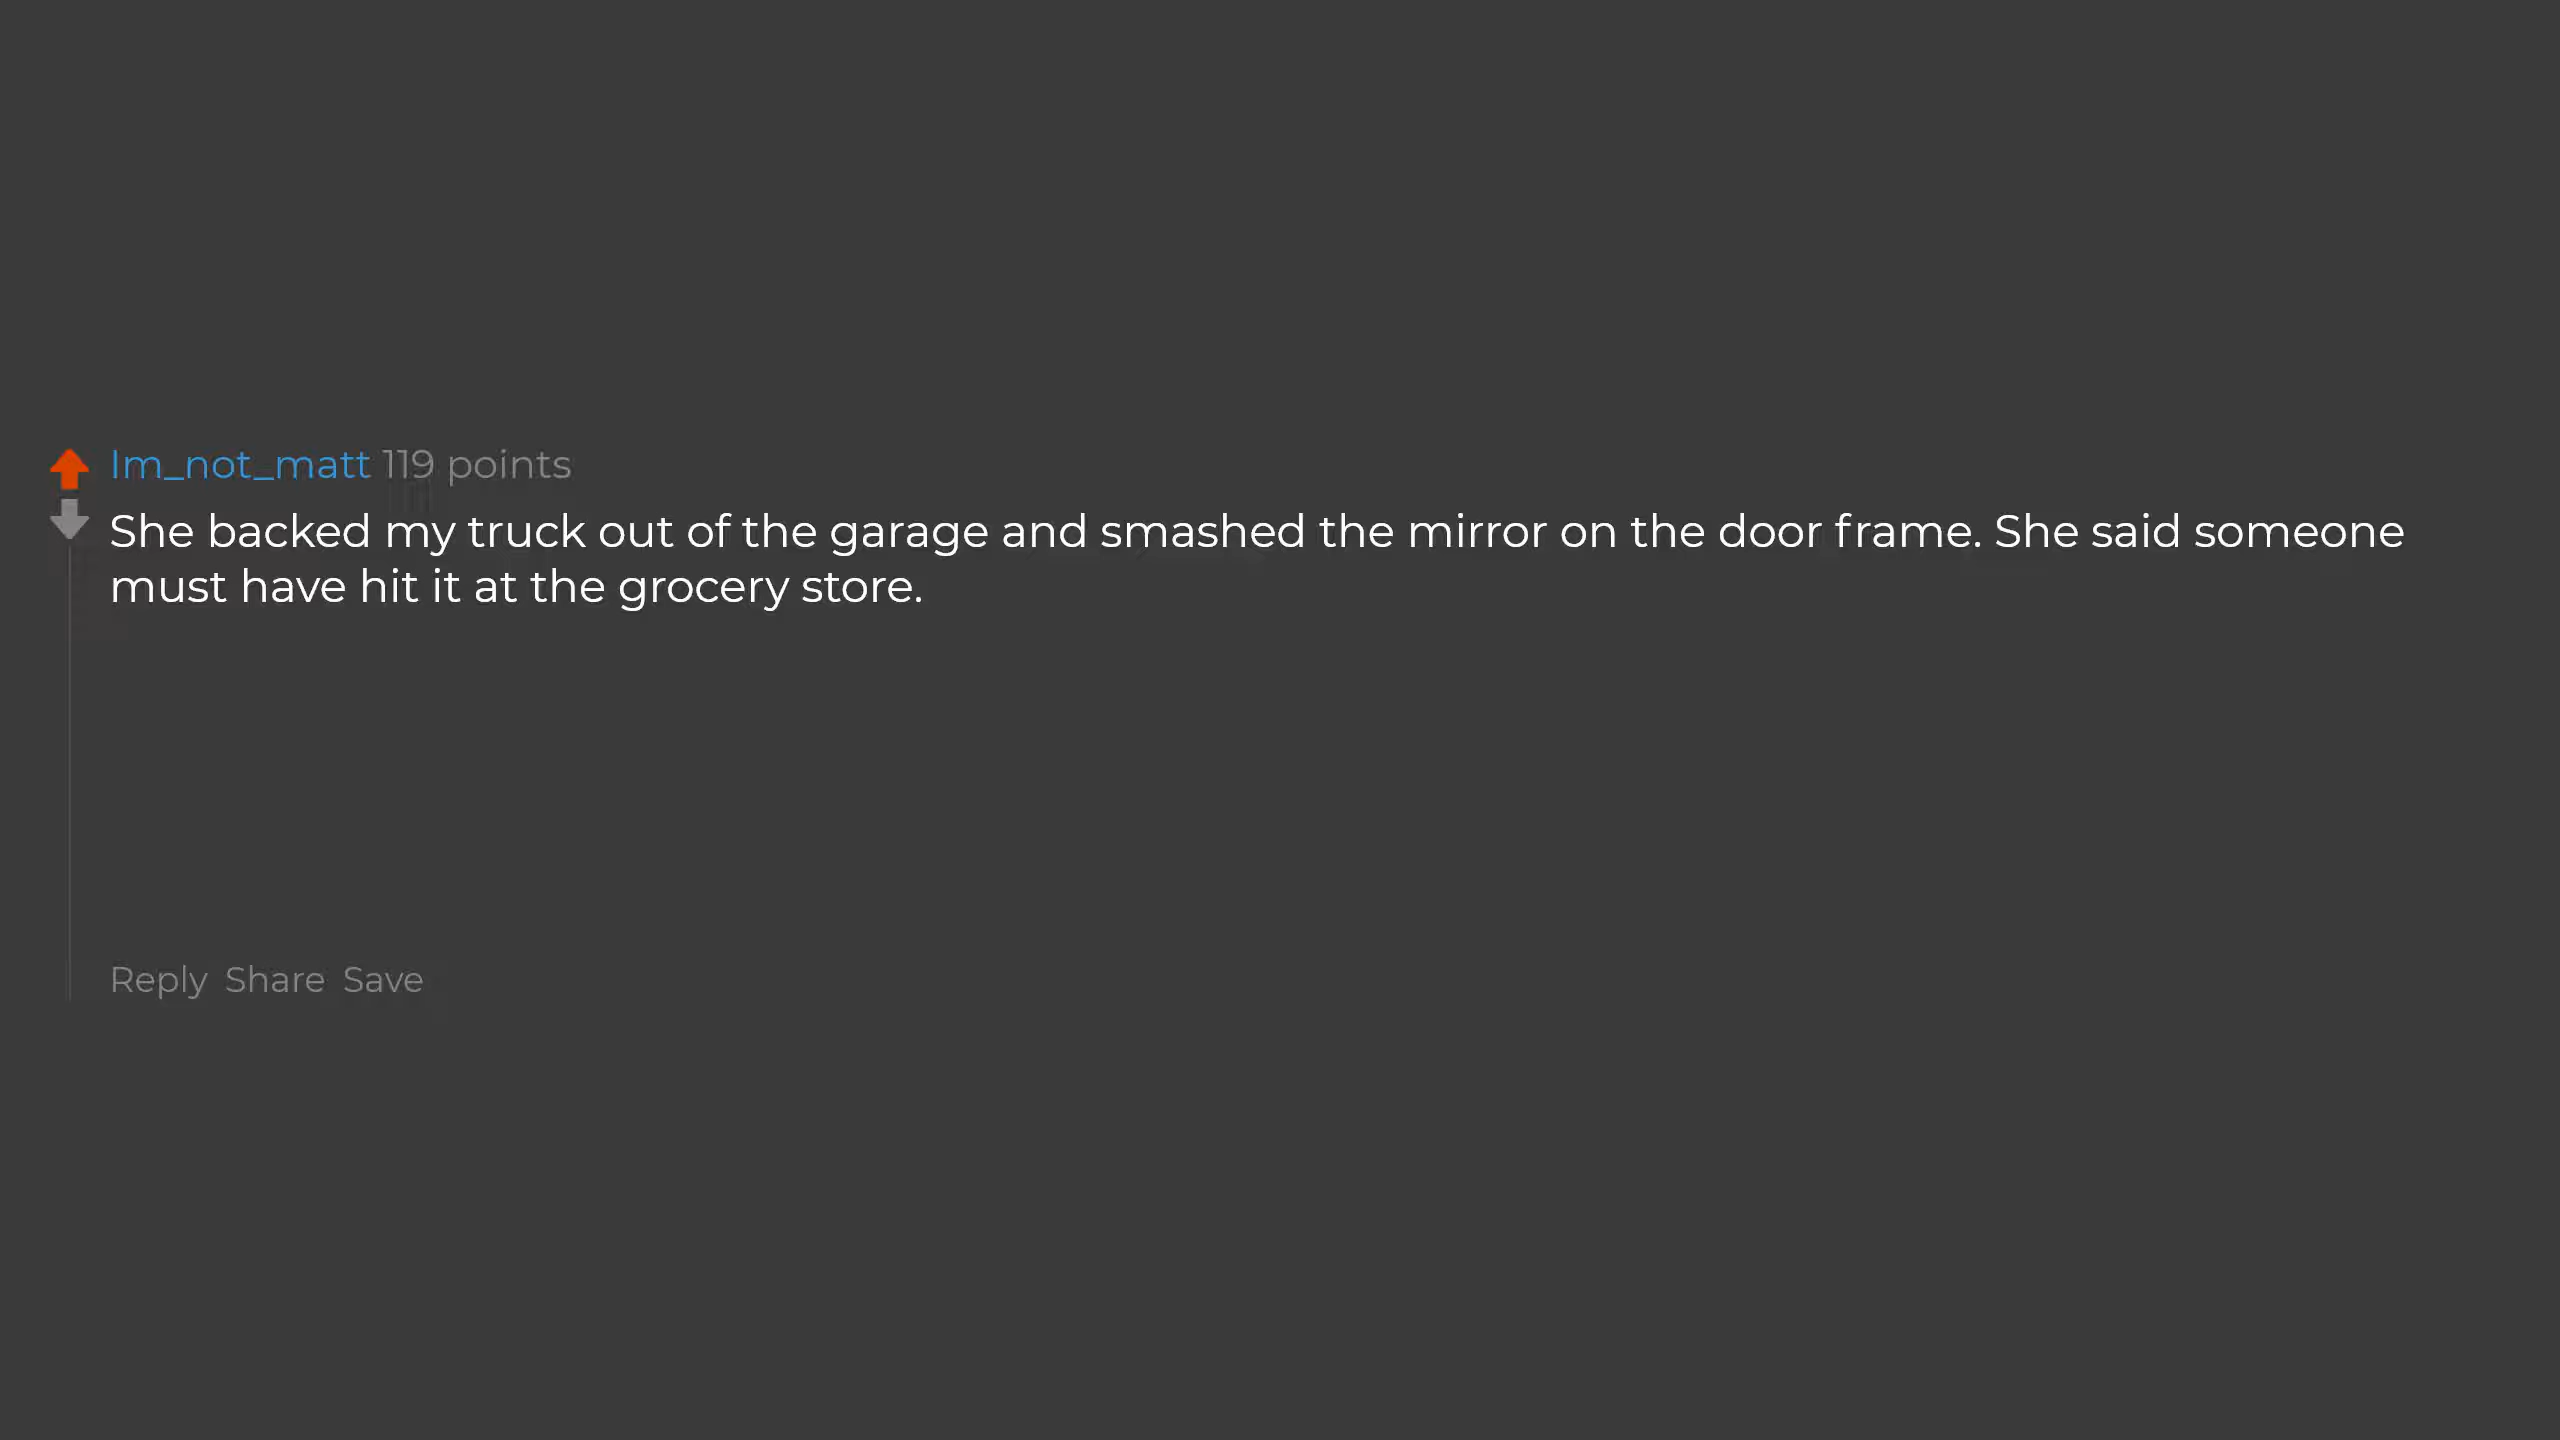 Im_not_matt 119 points
She backed my truck out of the garage and smashed the mirror on the door frame. She said someone
must have hit it at the grocery store.
Reply Share Save